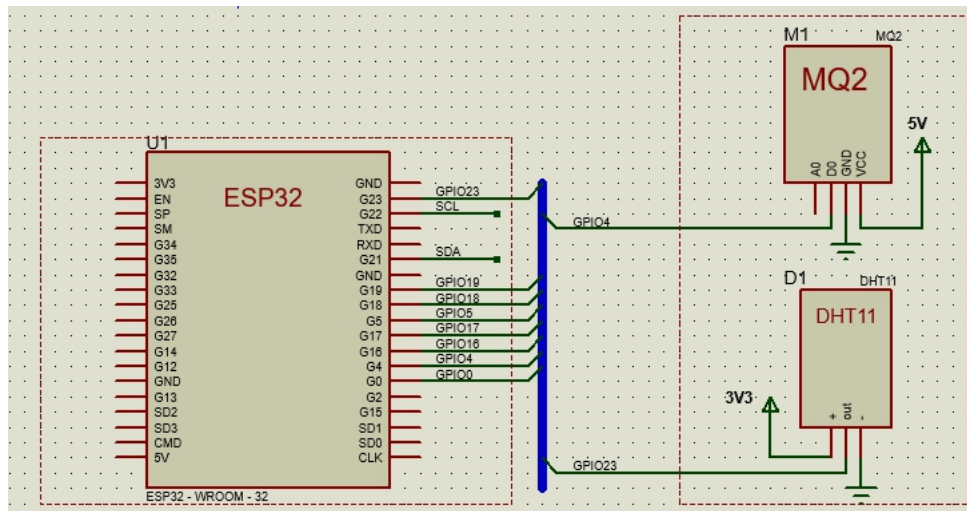 U1
ESP32
3V3
EN
SP
SM
G34
G35
G32
G33
G25
G26
G27
G14
G12
GND
G13
SD2
SD3
CMD
5V
GND
G23
G22
TXD
RXD
G21
GND
G19
G18
G5
G17
G16
G4
G0
G2
G15
SD1
SD0
CLK
ESP32 - WROOM - 32
GPIO23
SCL
SDA
GPIO19
GPIO18
GPIO5
GPIO17
GPIO16
GPIO4
GPIO0
GPIO4
GPIO23
M1
MQ2
MQ2
A0
D0
GND
VCC
5V
D1
DHT11
DHT11
+
out
-
3V3